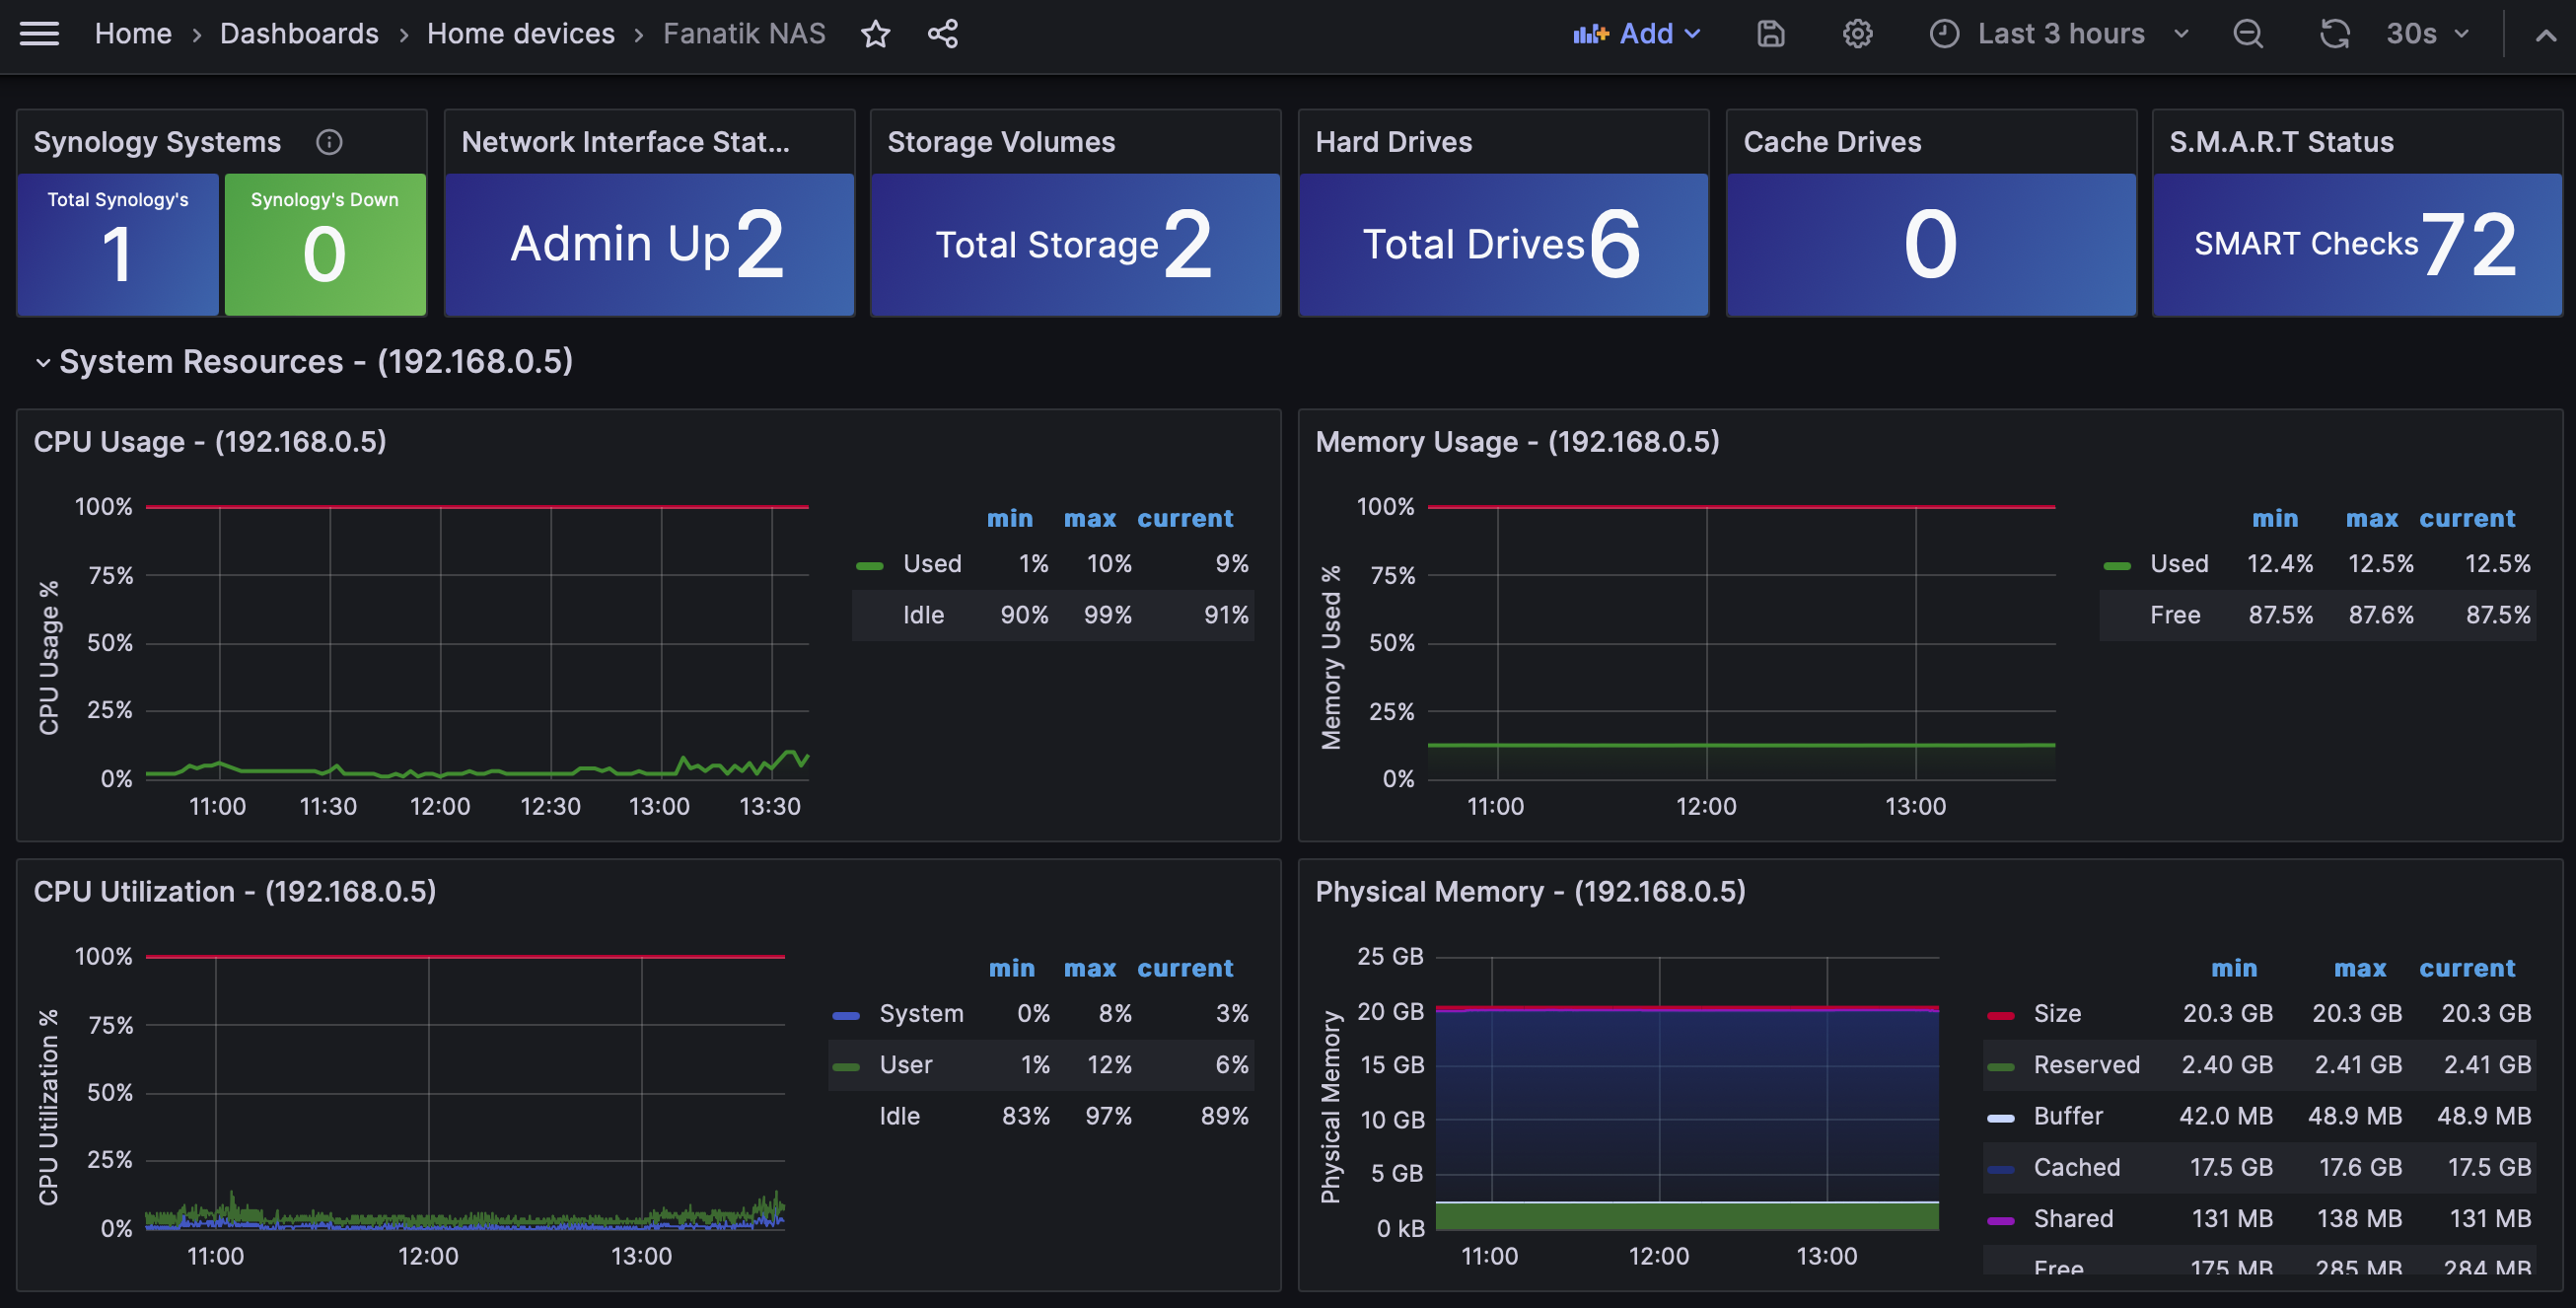 Home › Dashboards › Home devices › Fanatik NAS Add Last 3 hours 30s
Synology Systems
Total Synology's
1
Synology's Down
0
Network Interface Stat...
Admin Up 2
Storage Volumes
Total Storage 2
Hard Drives
Total Drives 6
Cache Drives
0
S.M.A.R.T Status
SMART Checks 72
System Resources - (192.168.0.5)
CPU Usage - (192.168.0.5)
CPU Usage %
100%
75%
50%
25%
0%
11:00 11:30 12:00 12:30 13:00 13:30
min max current
Used 1% 10% 9%
Idle 90% 99% 91%
Memory Usage - (192.168.0.5)
Memory Used %
100%
75%
50%
25%
0%
11:00 12:00 13:00
min max current
Used 12.4% 12.5% 12.5%
Free 87.5% 87.6% 87.5%
CPU Utilization - (192.168.0.5)
CPU Utilization %
100%
75%
50%
25%
0%
11:00 12:00 13:00
min max current
System 0% 8% 3%
User 1% 12% 6%
Idle 83% 97% 89%
Physical Memory - (192.168.0.5)
Physical Memory
25 GB
20 GB
15 GB
10 GB
5 GB
0 kB
11:00 12:00 13:00
min max current
Size 20.3 GB 20.3 GB 20.3 GB
Reserved 2.40 GB 2.41 GB 2.41 GB
Buffer 42.0 MB 48.9 MB 48.9 MB
Cached 17.5 GB 17.6 GB 17.5 GB
Shared 131 MB 138 MB 131 MB
Free 175 MB 285 MB 284 MB